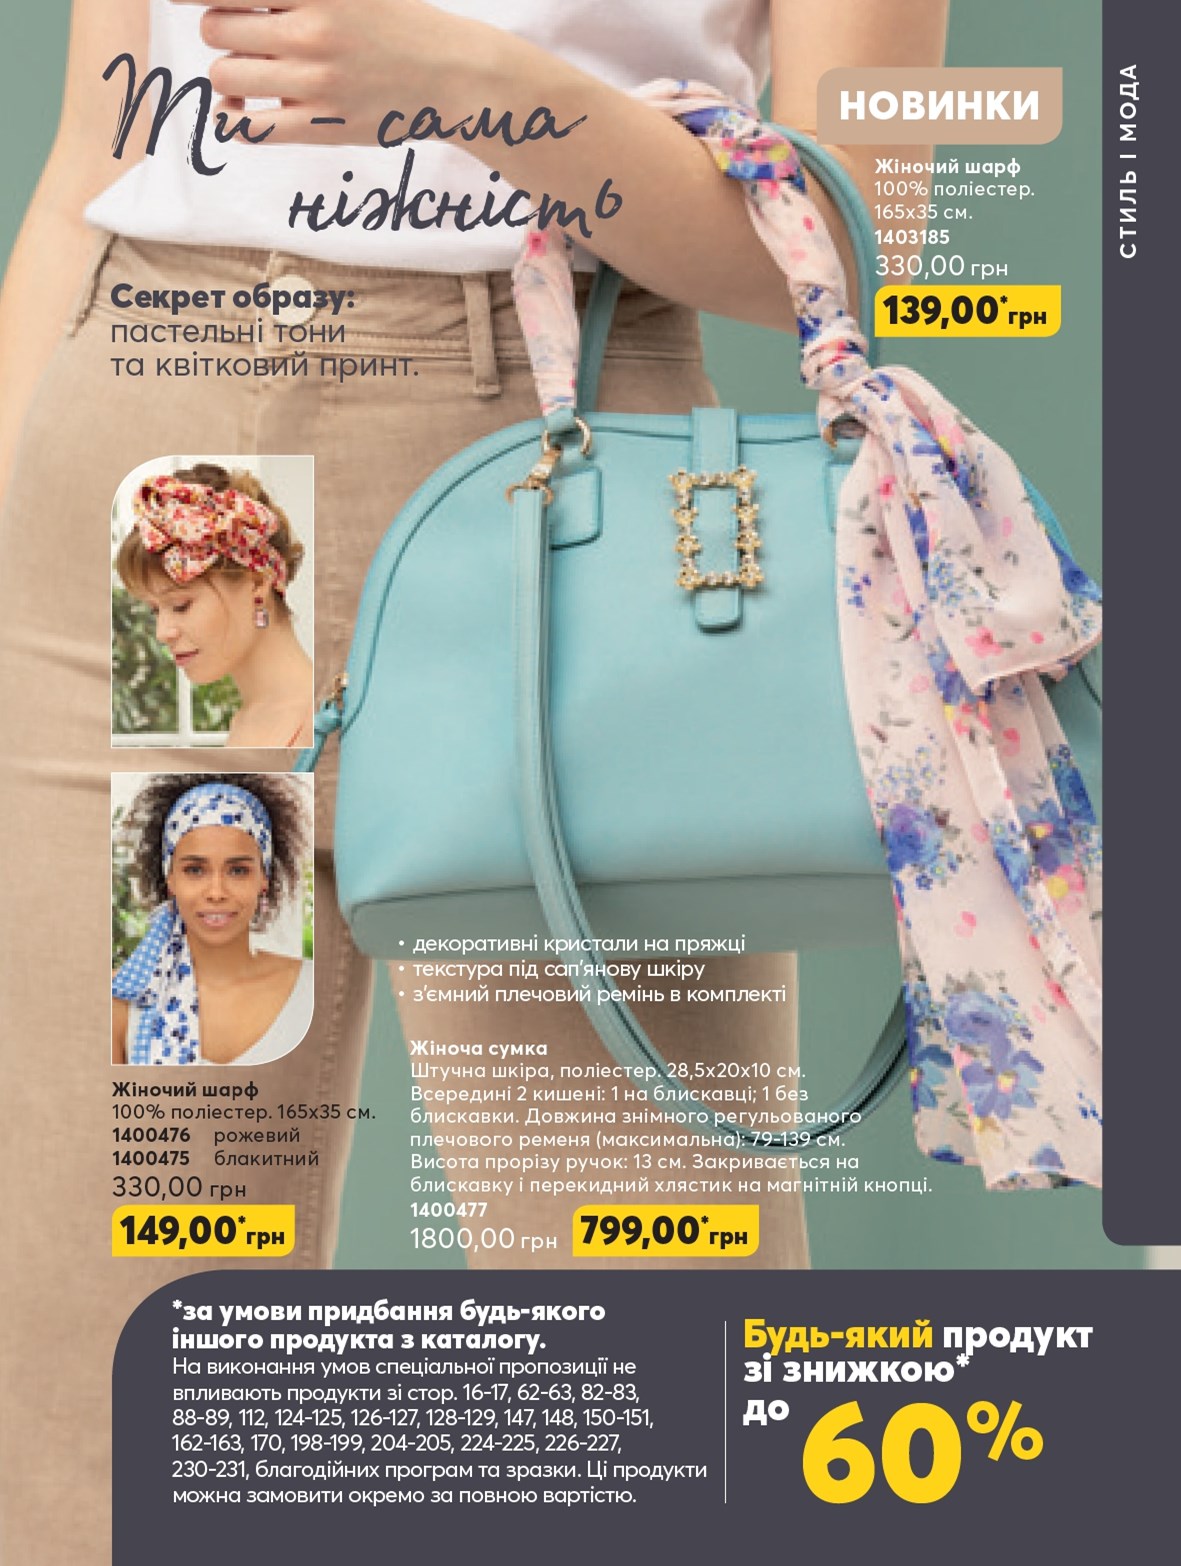 Ти – сама
ніжність
НОВИНКИ
СТИЛЬ І МОДА
Жіночий шарф
100% поліестер.
165х35 см.
1403185
330,00 грн
139,00* грн
Секрет образу:
пастельні тони
та квітковий принт.
• декоративні кристали на пряжці
• текстура під сап'янову шкіру
• з'ємний плечовий ремінь в комплекті
Жіноча сумка
Штучна шкіра, поліестер. 28,5х20х10 см.
Всередині 2 кишені: 1 на блискавці; 1 без
блискавки. Довжина знімного регульованого
плечового ременя (максимальна): 79-139 см.
Висота прорізу ручок: 13 см. Закривається на
блискавку і перекидний хлястик на магнітній кнопці.
1400477
1800,00 грн 799,00* грн
Жіночий шарф
100% поліестер. 165х35 см.
1400476 рожевий
1400475 блакитний
330,00 грн
149,00* грн
*за умови придбання будь-якого
іншого продукта з каталогу.
На виконання умов спеціальної пропозиції не
впливають продукти зі стор. 16-17, 62-63, 82-83,
88-89, 112, 124-125, 126-127, 128-129, 147, 148, 150-151,
162-163, 170, 198-199, 204-205, 224-225, 226-227,
230-231, благодійних програм та зразки. Ці продукти
можна замовити окремо за повною вартістю.
Будь-який продукт
зі знижкою*
до 60%